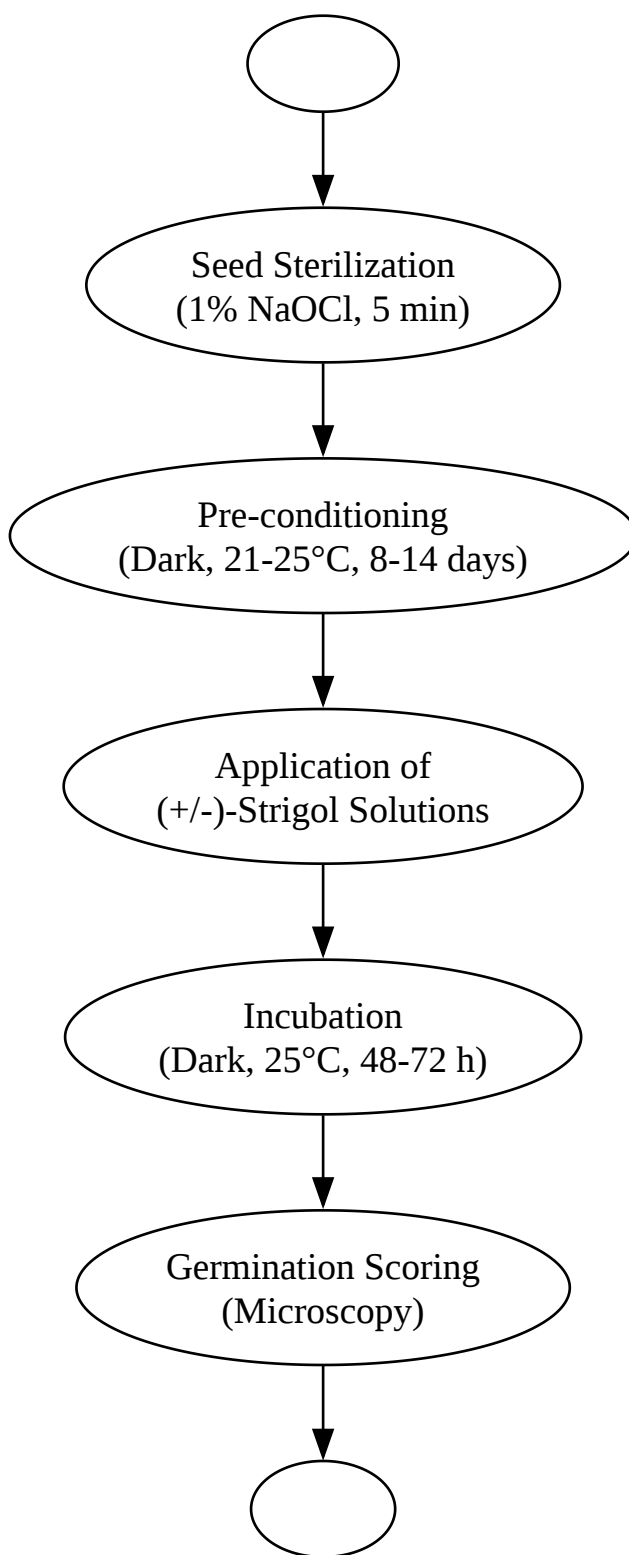 Seed Sterilization
(1% NaOCl, 5 min)
Pre-conditioning
(Dark, 21-25°C, 8-14 days)
Application of
(+/-)-Strigol Solutions
Incubation
(Dark, 25°C, 48-72 h)
Germination Scoring
(Microscopy)